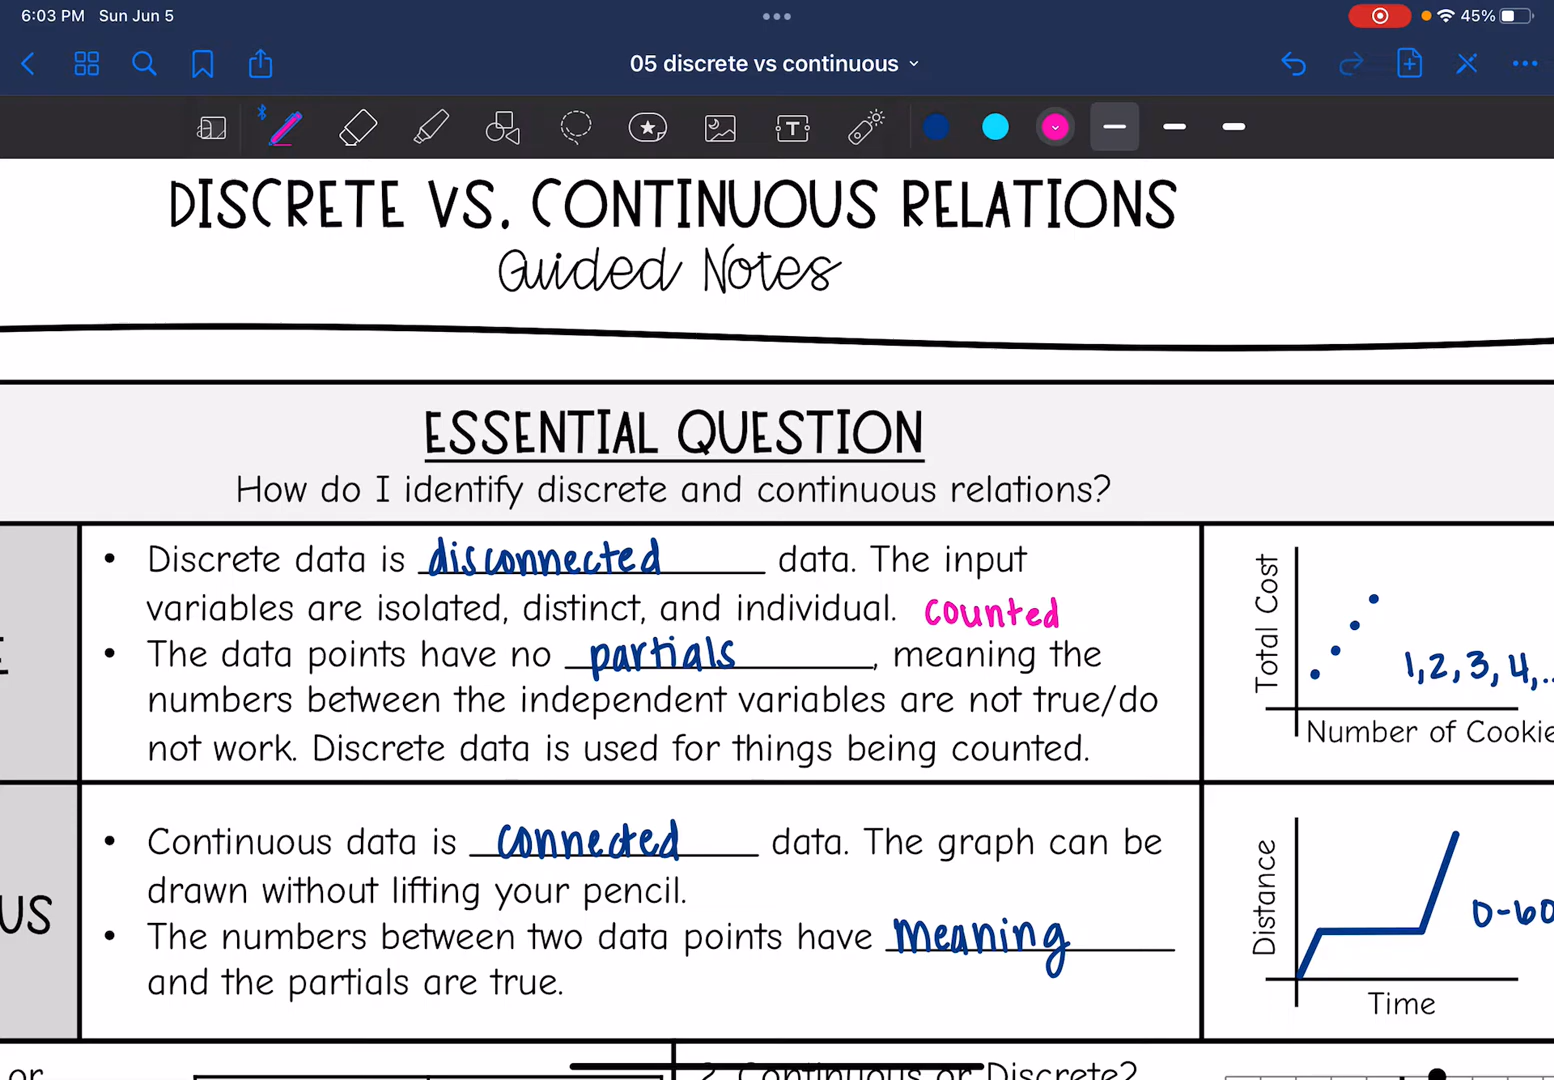 6:03 PM Sun Jun 5
45%
05 discrete vs continuous
T
DISCRETE VS. CONTINUOUS RELATIONS
Guided Notes
ESSENTIAL QUESTION
How do I identify discrete and continuous relations?
• Discrete data is disconnected data. The input
variables are isolated, distinct, and individual. counted
• The data points have no partials, meaning the
numbers between the independent variables are not true/do
not work. Discrete data is used for things being counted.
Total Cost
1, 2, 3, 4,..
Number of Cookie
US
• Continuous data is connected data. The graph can be
drawn without lifting your pencil.
• The numbers between two data points have meaning
and the partials are true.
Distance
0-60
Time
or
2. Continuous or Discrete?